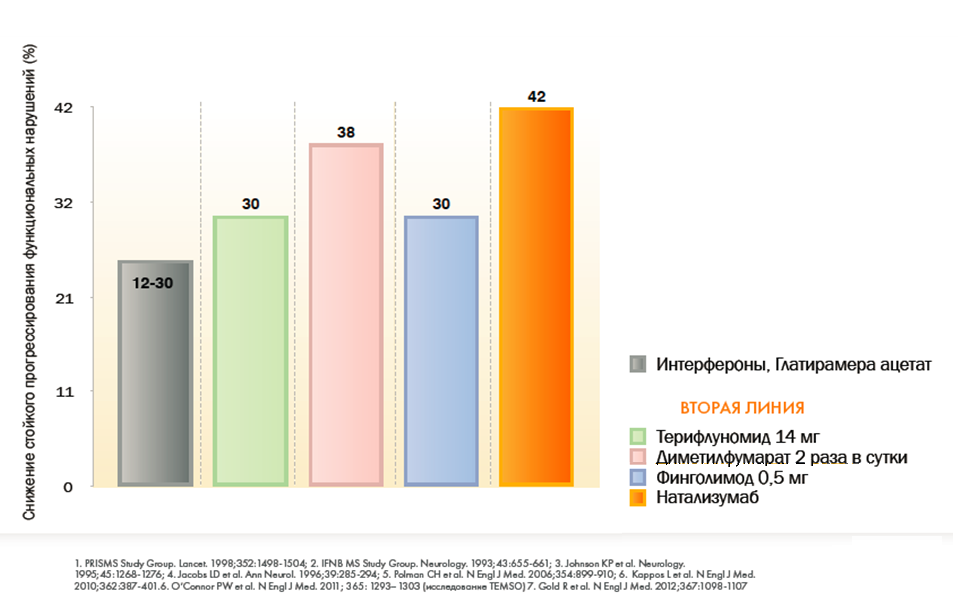 Снижение стойкого прогрессирования функциональных нарушений (%)
42
32
21
11
0
12-30
30
38
30
42
Интерфероны, Глатирамера ацетат
ВТОРАЯ ЛИНИЯ
Терифлуномид 14 мг
Диметилфумарат 2 раза в сутки
Финголимод 0,5 мг
Натализумаб
1. PRISMS Study Group. Lancet. 1998;352:1498-1504; 2. IFNB MS Study Group. Neurology. 1993;43:655-661; 3. Johnson KP et al. Neurology.
1995;45:1268-1276; 4. Jacobs LD et al. Ann Neurol. 1996;39:285-294; 5. Polman CH et al. N Engl J Med. 2006;354:899-910; 6. Kappos L et al. N Engl J Med.
2010;362:387-401.6. O’Connor PW et al. N Engl J Med. 2011; 365: 1293– 1303 (исследование TEMSO) 7. Gold R et al. N Engl J Med. 2012;367:1098-1107